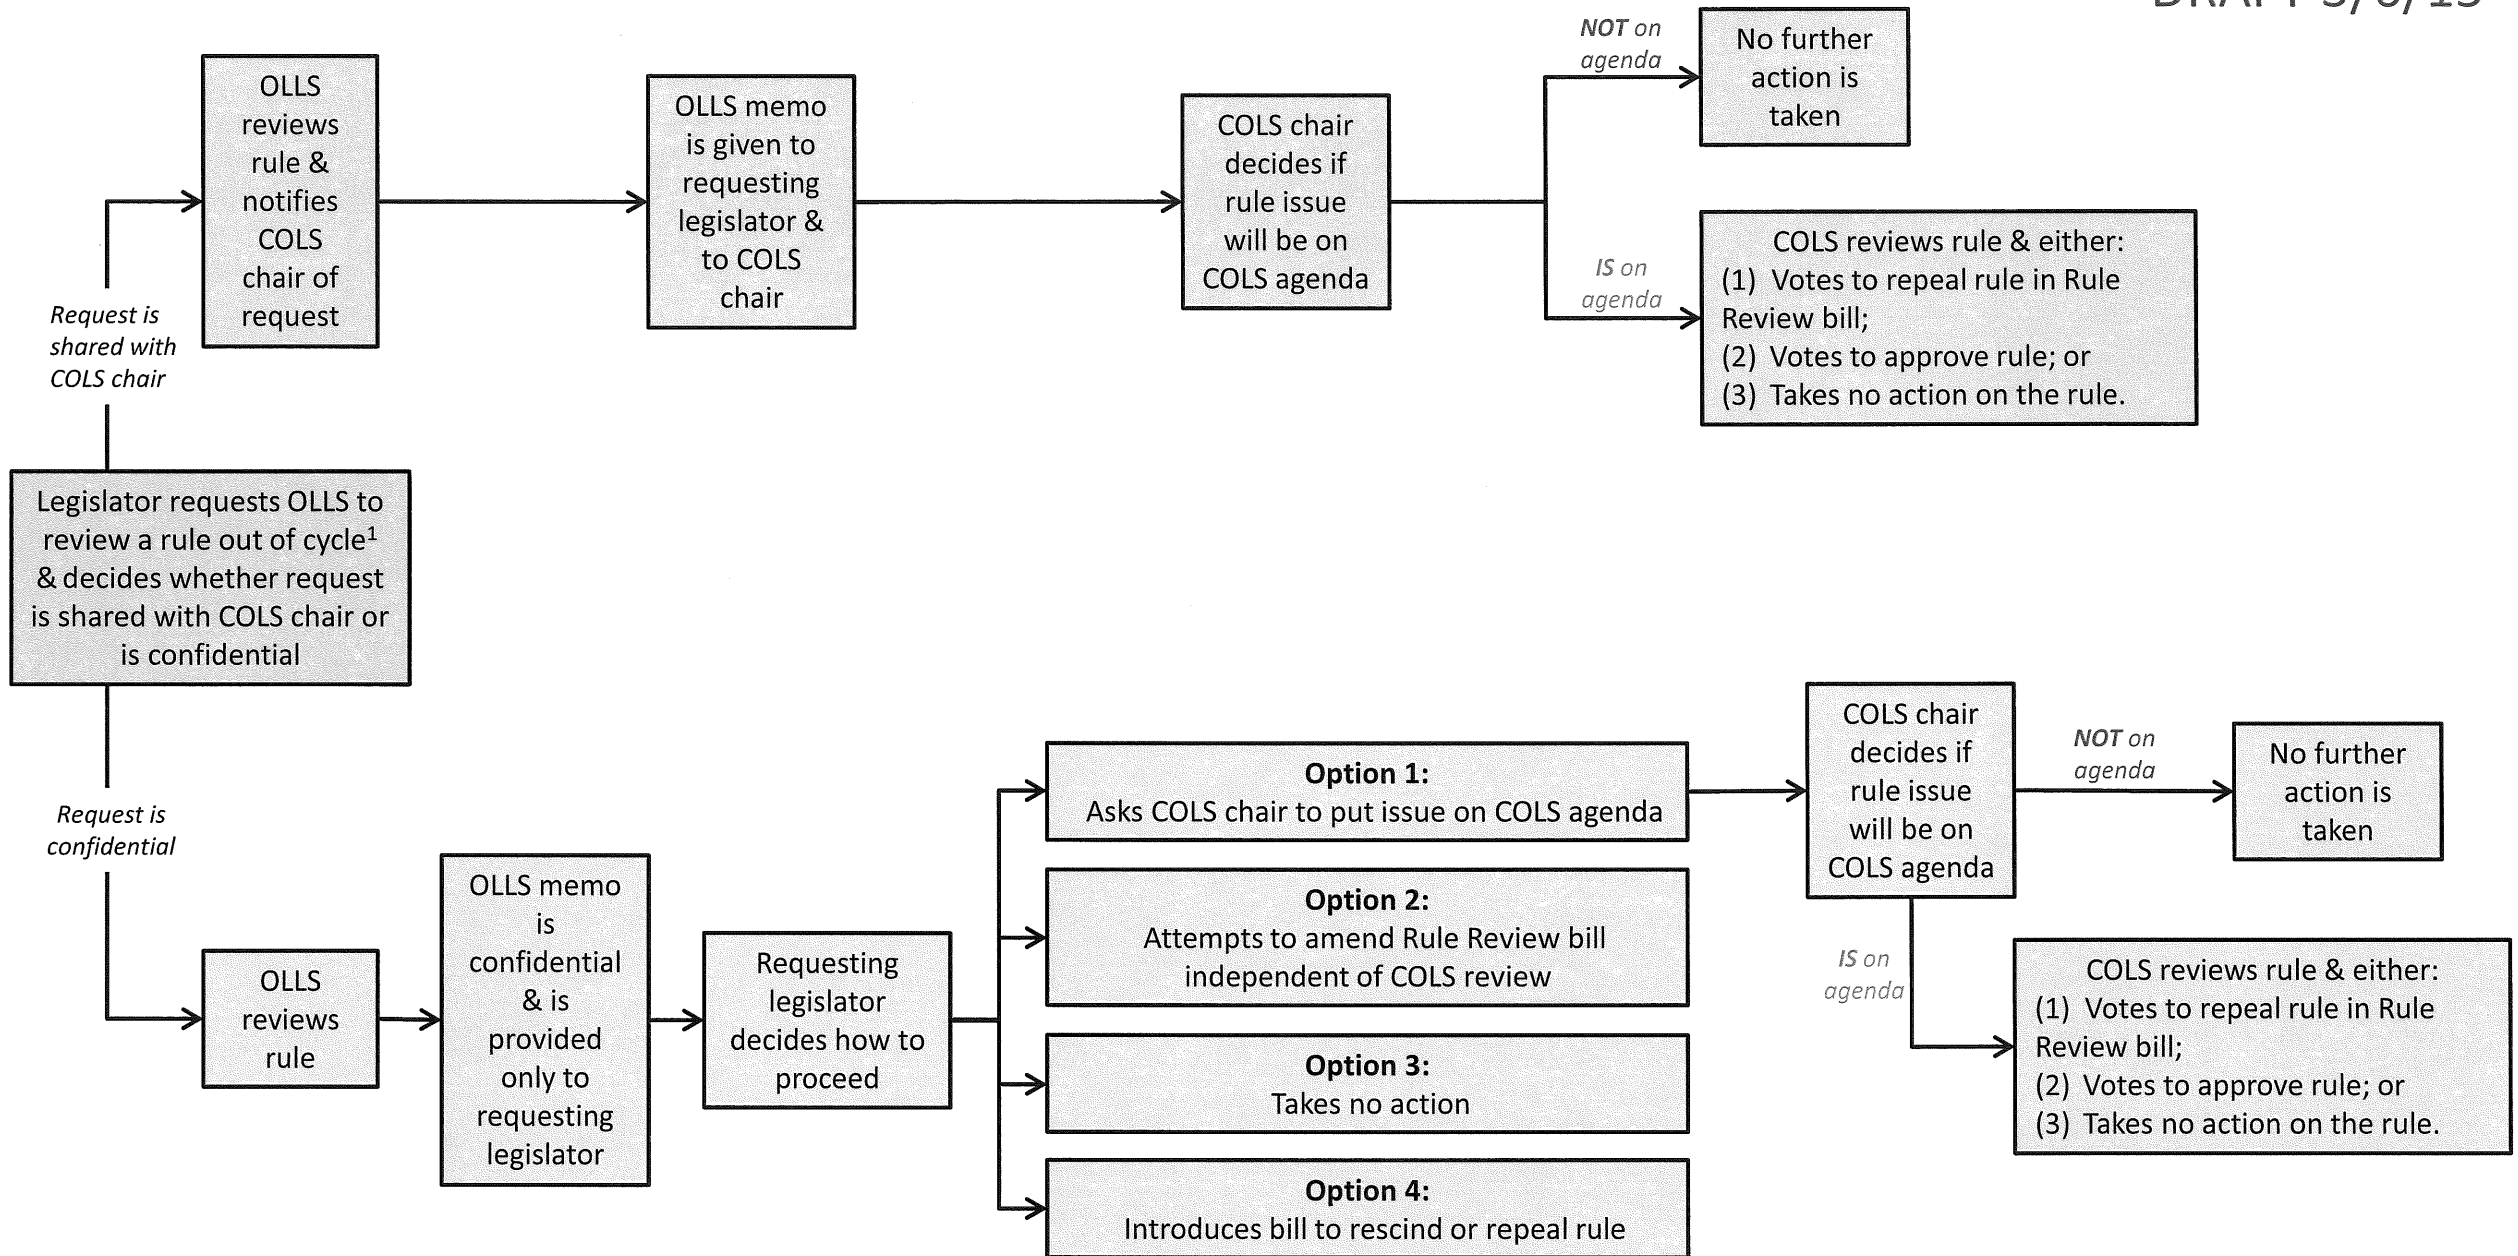 NOT on
agenda
No further
action is
taken
OLLS
reviews
rule &
notifies
COLS
chair of
request
OLLS memo
is given to
requesting
legislator &
to COLS
chair
COLS chair
decides if
rule issue
will be on
COLS agenda
IS on
agenda
COLS reviews rule & either:
(1) Votes to repeal rule in Rule
Review bill;
(2) Votes to approve rule; or
(3) Takes no action on the rule.
Request is
shared with
COLS chair
Legislator requests OLLS to
review a rule out of cycle¹
& decides whether request
is shared with COLS chair or
is confidential
Request is
confidential
OLLS
reviews
rule
OLLS memo
is
confidential
& is
provided
only to
requesting
legislator
Requesting
legislator
decides how to
proceed
Option 1:
Asks COLS chair to put issue on COLS agenda
Option 2:
Attempts to amend Rule Review bill
independent of COLS review
Option 3:
Takes no action
Option 4:
Introduces bill to rescind or repeal rule
COLS chair
decides if
rule issue
will be on
COLS agenda
NOT on
agenda
No further
action is
taken
IS on
agenda
COLS reviews rule & either:
(1) Votes to repeal rule in Rule
Review bill;
(2) Votes to approve rule; or
(3) Takes no action on the rule.